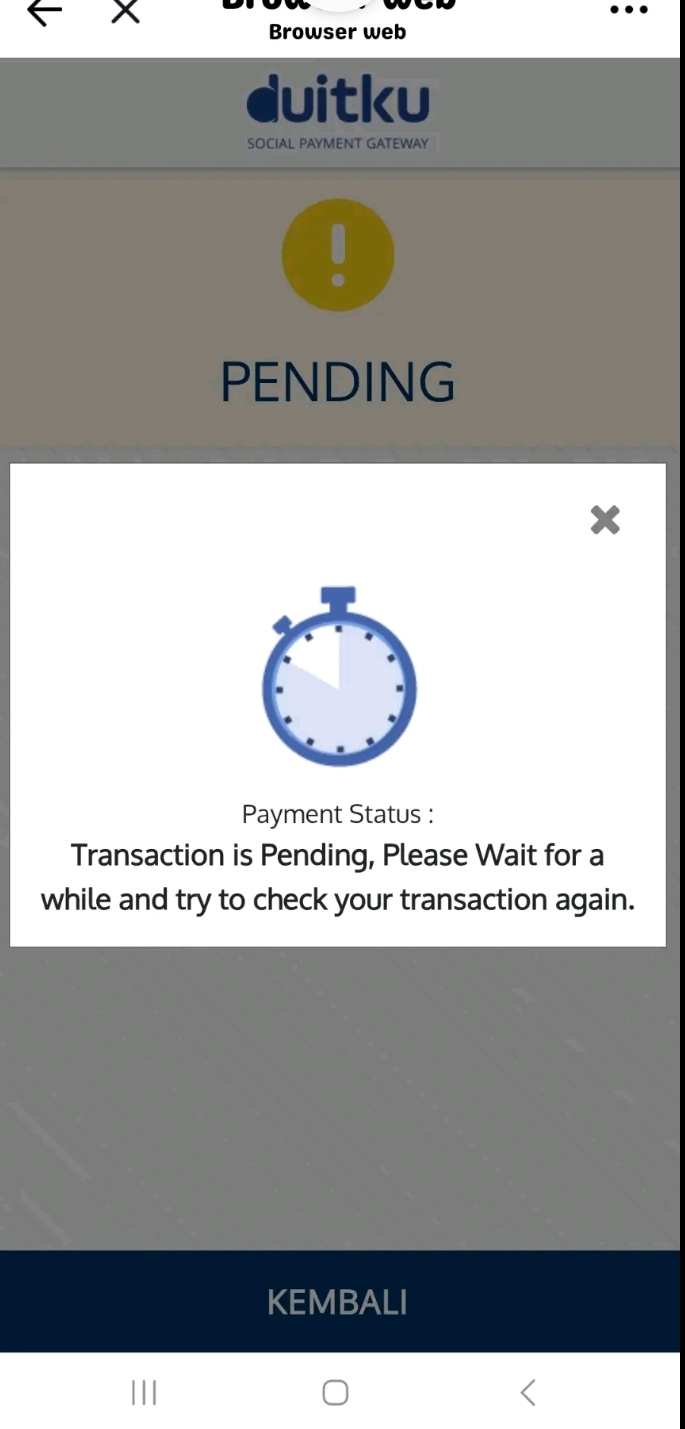 Browser web
duitku
SOCIAL PAYMENT GATEWAY
PENDING
Payment Status :
Transaction is Pending, Please Wait for a
while and try to check your transaction again.
KEMBALI